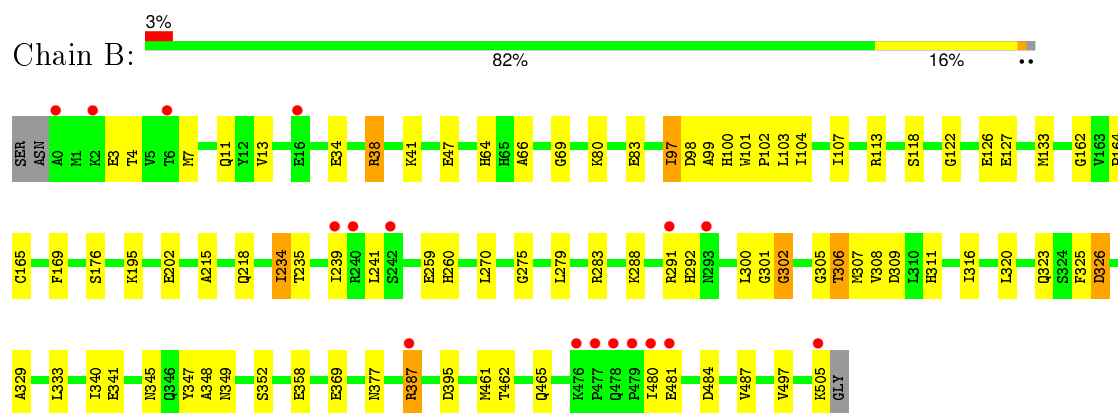 3%
Chain B:
82% 16% ••
SER ASN A0 M1 K2 E3 T4 V5 T6 M7 Q11 Y12 V13 E16 E34 R38 K41 E47 H64 H65 A66 G69 K80 E83 I97 D98 A99 H100 W101 P102 L103 I104 I107 R113 S118 G122 E126 E127 M133 G162 V163 P164
C165 F169 S176 K195 E202 A215 Q218 I234 T235 I239 R240 L241 S242 E259 H260 L270 G275 L279 R283 K288 R291 H292 N293 L300 G301 G302 G305 T306 M307 V308 D309 L310 H311 I316 L320 Q323 S324 F325 D326
A329 L333 I340 E341 N345 Q346 Y347 A348 N349 S352 E358 E369 N377 R387 D395 M461 T462 Q465 K476 P477 Q478 P479 I480 E481 D484 V487 V497 K505 GLY